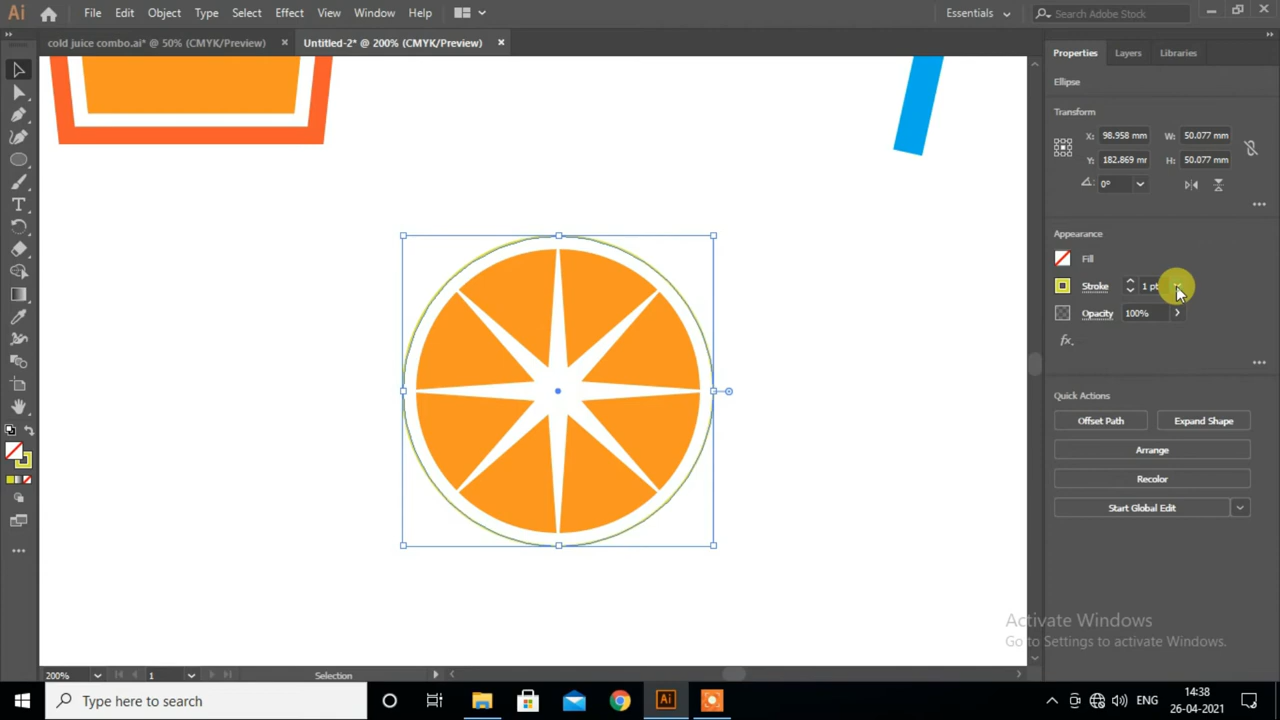 Ai File Edit Object Type Select Effect View Window Help Essentials Search Adobe Stock
cold juice combo.ai* @ 50% (CMYK/Preview) Untitled-2* @ 200% (CMYK/Preview)
Properties Layers Libraries
Ellipse
Transform
X: 98.958 mm W: 50.077 mm
Y: 182.869 mr H: 50.077 mm
0°
Appearance
Fill
Stroke 1 pt
Opacity 100%
fx.
Quick Actions
Offset Path Expand Shape
Arrange
Recolor
Start Global Edit
Activate Windows
Go to Settings to activate Windows.
200% 1 Selection
Type here to search
Ai
ENG
14:38
26-04-2021